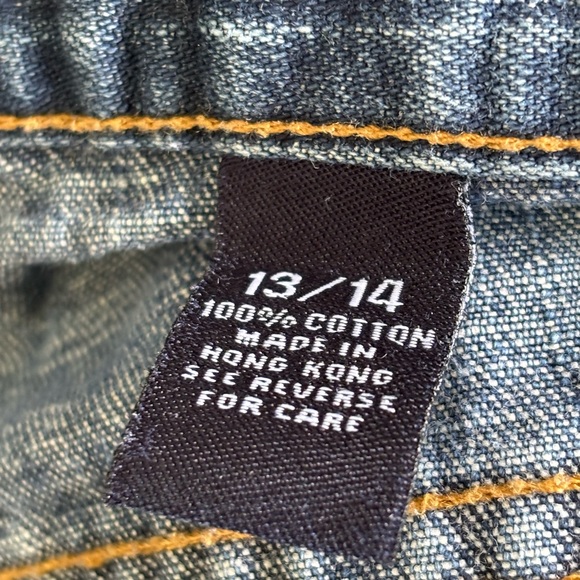 13/14
100% COTTON
MADE IN
HONG KONG
SEE REVERSE
FOR CARE